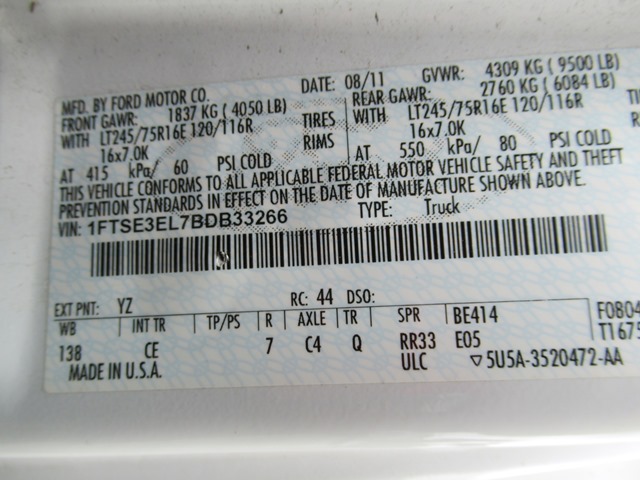 MFD. BY FORD MOTOR CO. DATE: 08/11 GVWR: 4309 KG ( 9500 LB)
FRONT GAWR: 1837 KG ( 4050 LB) REAR GAWR: 2760 KG ( 6084 LB)
WITH LT245/75R16E 120/116R TIRES WITH LT245/75R16E 120/116R
16x7.0K RIMS 16x7.0K
AT 415 kPa/ 60 PSI COLD AT 550 kPa/ 80 PSI COLD
THIS VEHICLE CONFORMS TO ALL APPLICABLE FEDERAL MOTOR VEHICLE SAFETY AND THEFT
PREVENTION STANDARDS IN EFFECT ON THE DATE OF MANUFACTURE SHOWN ABOVE.
VIN: 1FTSE3EL7BDB33266 TYPE: Truck
EXT PNT: YZ RC: 44 DSO:
WB INT TR TP/PS R AXLE TR SPR BE414 F0804
138 CE 7 C4 Q RR33 E05 T1675
MADE IN U.S.A. ULC ▽5U5A-3520472-AA